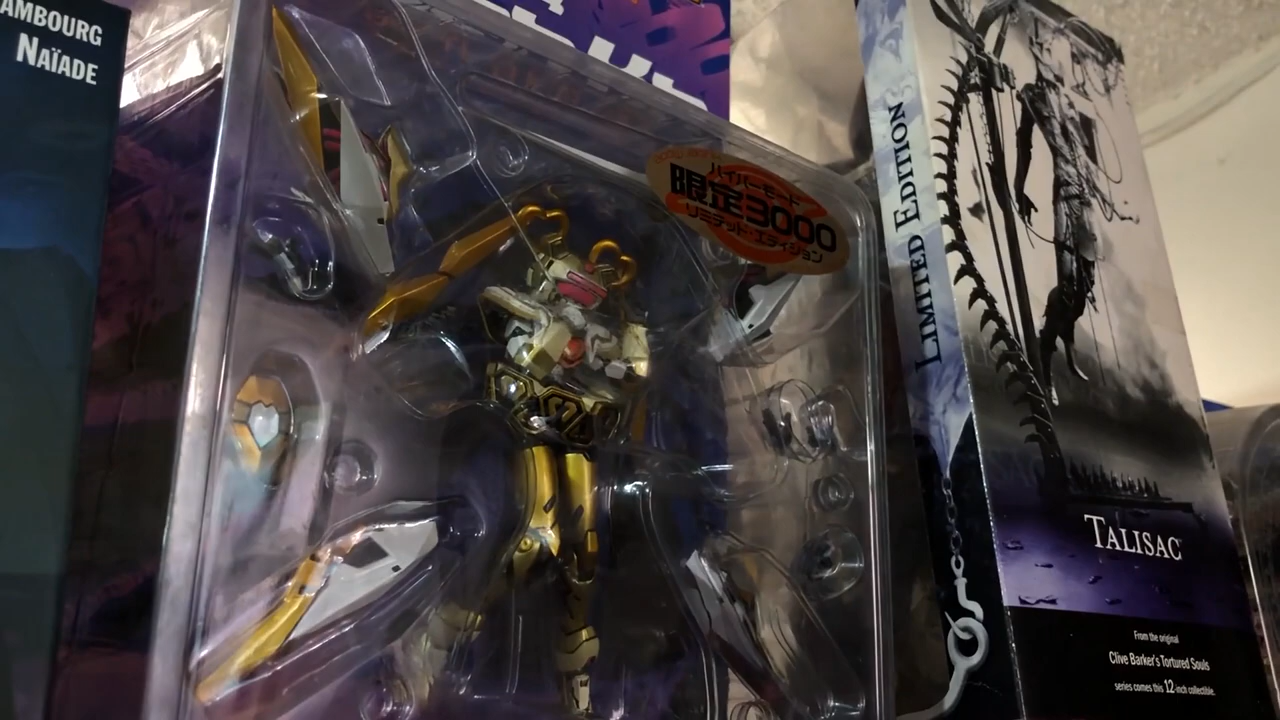 AMBOURG
NAÏADE
ハイパーモード
限定3000
リミテッド・エディション
LIMITED EDITION
TALISAC
From the original
Clive Barker's Tortured Souls
series comes this 12-inch collectible.